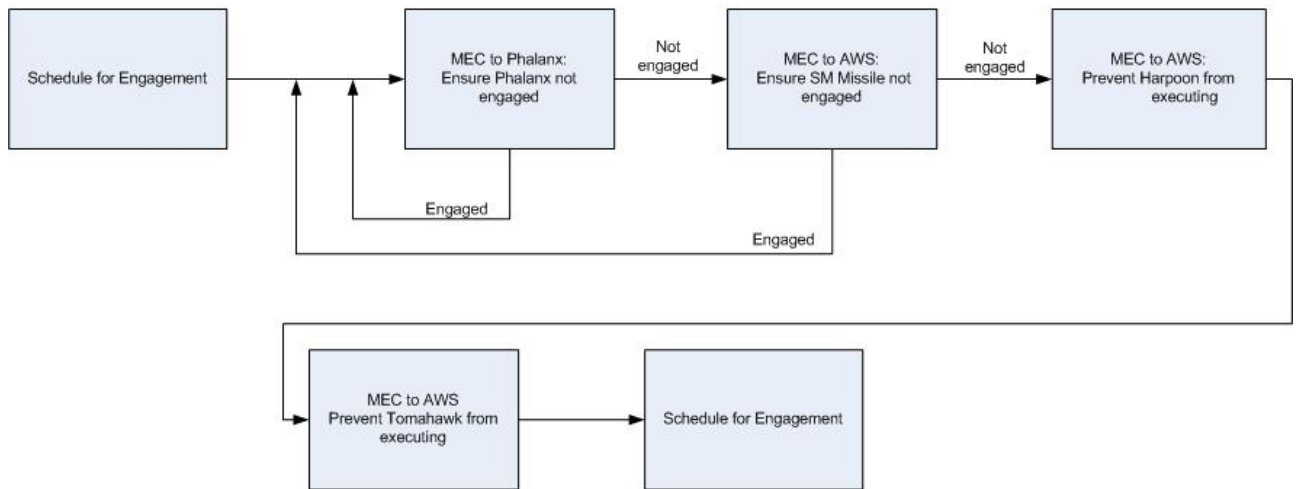 Schedule for Engagement
MEC to Phalanx:
Ensure Phalanx not
engaged
Not
engaged
MEC to AWS:
Ensure SM Missile not
engaged
Not
engaged
MEC to AWS:
Prevent Harpoon from
executing
Engaged
Engaged
MEC to AWS
Prevent Tomahawk from
executing
Schedule for Engagement